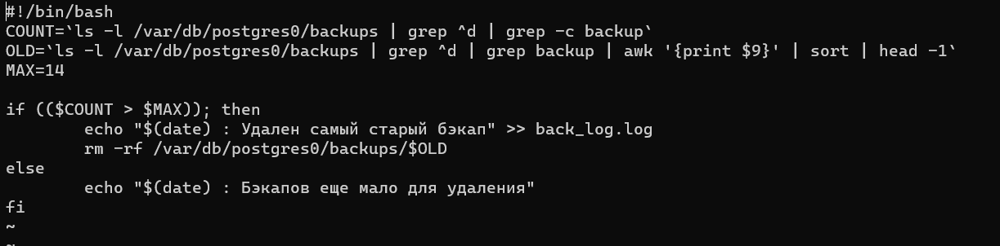 #!/bin/bash
COUNT=`ls -l /var/db/postgres0/backups | grep ^d | grep -c backup`
OLD=`ls -l /var/db/postgres0/backups | grep ^d | grep backup | awk '{print $9}' | sort | head -1`
MAX=14

if (($COUNT > $MAX)); then
        echo "$(date) : Удален самый старый бэкап" >> back_log.log
        rm -rf /var/db/postgres0/backups/$OLD
else
        echo "$(date) : Бэкапов еще мало для удаления"
fi
~
~